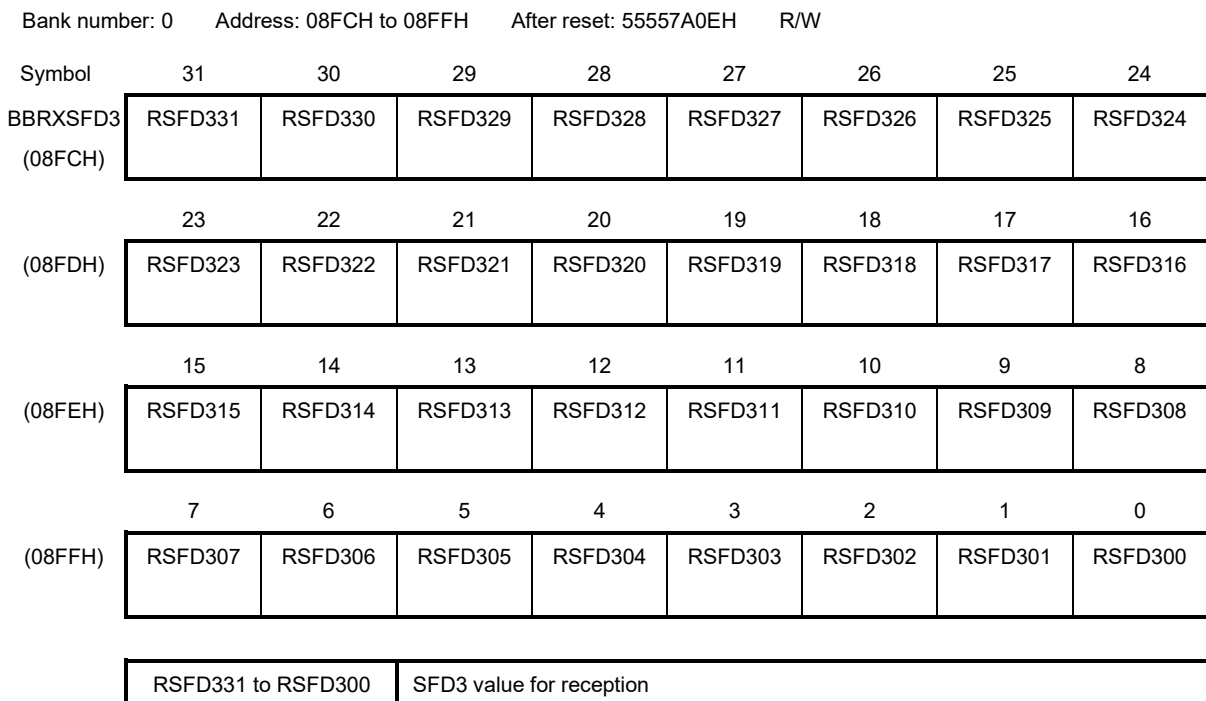 Bank number: 0 Address: 08FCH to 08FFH After reset: 55557A0EH R/W
Symbol 31 30 29 28 27 26 25 24
BBRXSFD3 RSFD331 RSFD330 RSFD329 RSFD328 RSFD327 RSFD326 RSFD325 RSFD324
(08FCH)
23 22 21 20 19 18 17 16
(08FDH) RSFD323 RSFD322 RSFD321 RSFD320 RSFD319 RSFD318 RSFD317 RSFD316
15 14 13 12 11 10 9 8
(08FEH) RSFD315 RSFD314 RSFD313 RSFD312 RSFD311 RSFD310 RSFD309 RSFD308
7 6 5 4 3 2 1 0
(08FFH) RSFD307 RSFD306 RSFD305 RSFD304 RSFD303 RSFD302 RSFD301 RSFD300
RSFD331 to RSFD300 SFD3 value for reception